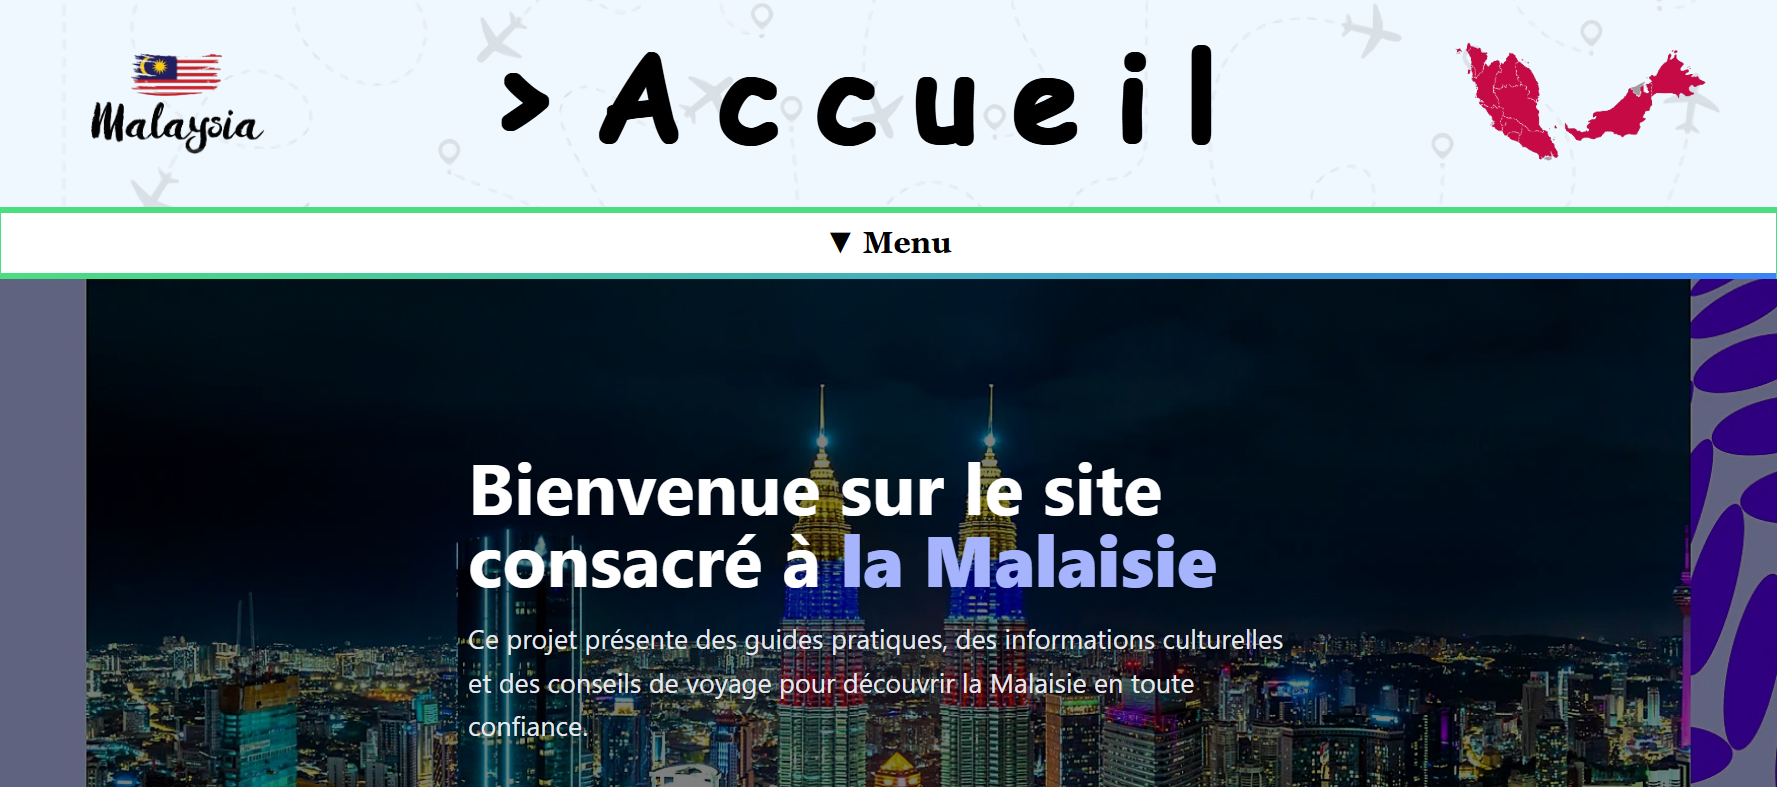 Malaysia
> Accueil
▼ Menu
Bienvenue sur le site
consacré à la Malaisie
Ce projet présente des guides pratiques, des informations culturelles
et des conseils de voyage pour découvrir la Malaisie en toute
confiance.